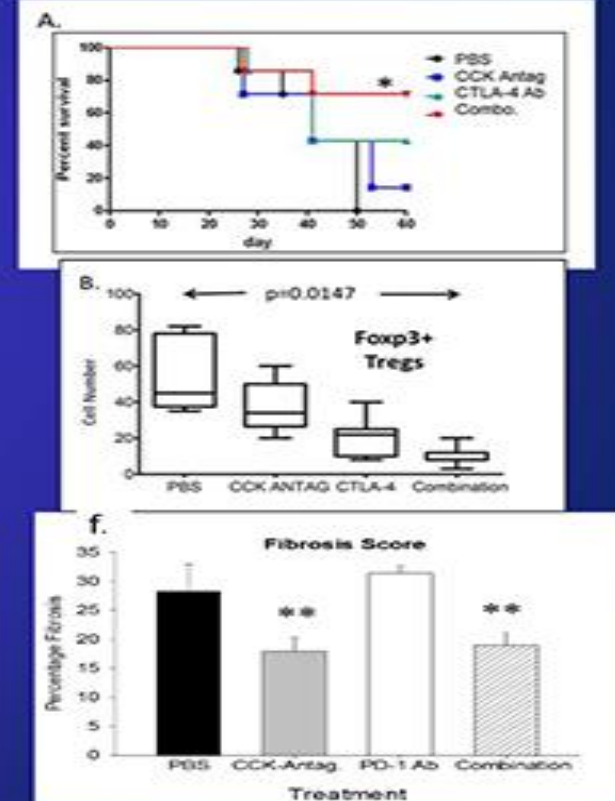 A.
100
80
60
40
20
0
Percent survival
0 10 20 30 40 50 60
day
*
PBS
CCK Antag
CTLA-4 Ab
Combo.
B.
100
80
60
40
20
0
Cell Number
p=0.0147
Foxp3+
Tregs
PBS CCK ANTAG CTLA-4 Combination
f.
Fibrosis Score
35
30
25
20
15
10
5
0
Percentage Fibrosis
** **
PBS CCK-Antag. PD-1 Ab Combination
Treatment